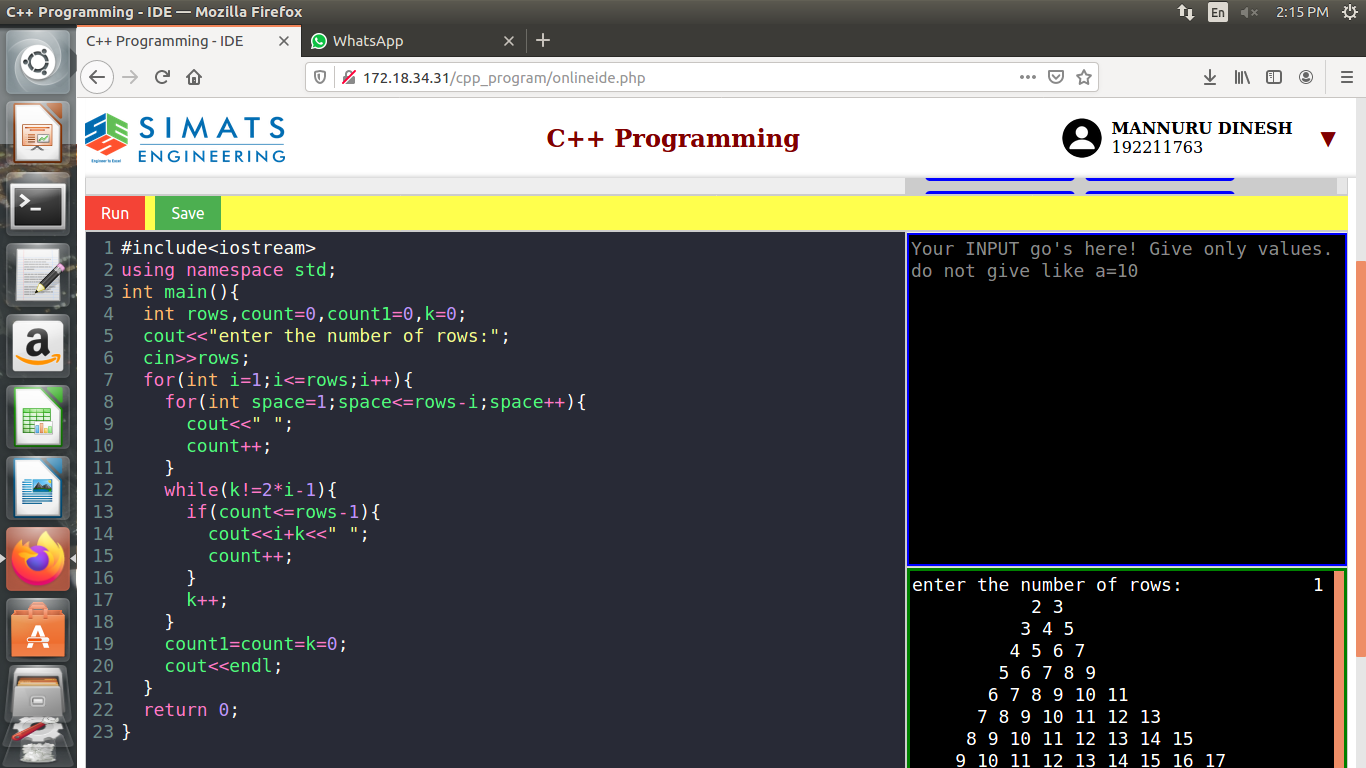 C++ Programming - IDE — Mozilla Firefox
En
2:15 PM
C++ Programming - IDE
WhatsApp
172.18.34.31/cpp_program/onlineide.php
SIMATS
ENGINEERING
Engineer to Excel
C++ Programming
MANNURU DINESH
192211763
Run
Save
1 #include<iostream>
2 using namespace std;
3 int main(){
4   int rows,count=0,count1=0,k=0;
5   cout<<"enter the number of rows:";
6   cin>>rows;
7   for(int i=1;i<=rows;i++){
8     for(int space=1;space<=rows-i;space++){
9       cout<<" ";
10       count++;
11     }
12     while(k!=2*i-1){
13       if(count<=rows-1){
14         cout<<i+k<<" ";
15         count++;
16       }
17       k++;
18     }
19     count1=count=k=0;
20     cout<<endl;
21   }
22   return 0;
23 }
Your INPUT go's here! Give only values.
do not give like a=10
enter the number of rows:            1
2 3
3 4 5
4 5 6 7
5 6 7 8 9
6 7 8 9 10 11
7 8 9 10 11 12 13
8 9 10 11 12 13 14 15
9 10 11 12 13 14 15 16 17